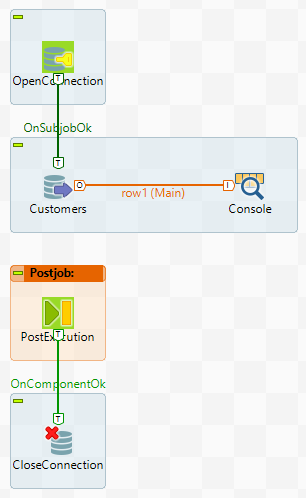 OpenConnection
T
OnSubjobOk
T
O
row1 (Main)
I
Customers
Console
Postjob:
PostExecution
T
OnComponentOk
T
CloseConnection